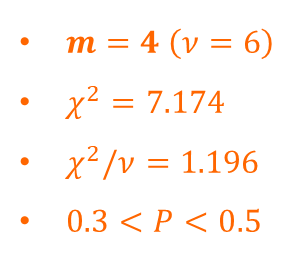 • m = 4 (ν = 6)
• χ² = 7.174
• χ²/ν = 1.196
• 0.3 < P < 0.5